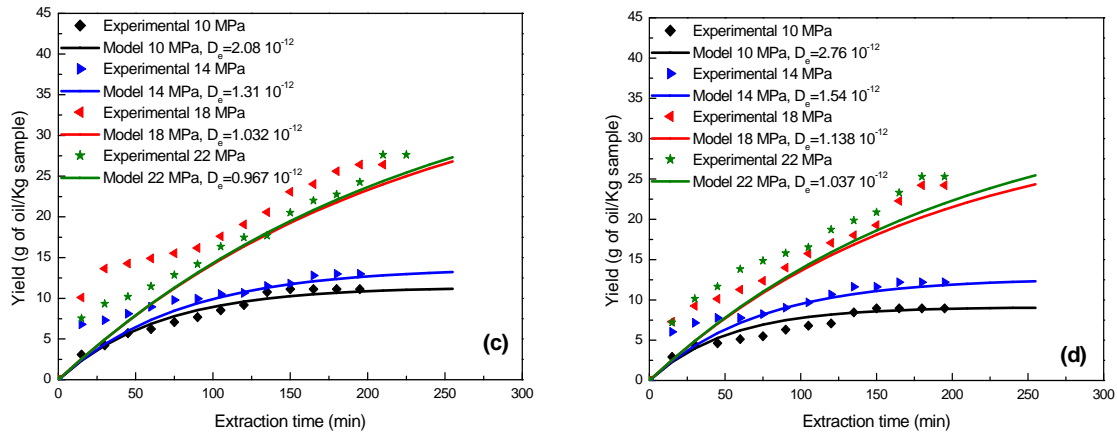 45
40
35
30
25
20
15
10
5
0
Yield (g of oil/Kg sample)
Experimental 10 MPa
Model 10 MPa, De=2.08 10-12
Experimental 14 MPa
Model 14 MPa, De=1.31 10-12
Experimental 18 MPa
Model 18 MPa, De=1.032 10-12
Experimental 22 MPa
Model 22 MPa, De=0.967 10-12
(c)
0 50 100 150 200 250 300
Extraction time (min)
45
40
35
30
25
20
15
10
5
0
Yield (g of oil/Kg sample)
Experimental 10 MPa
Model 10 MPa, De=2.76 10-12
Experimental 14 MPa
Model 14 MPa, De=1.54 10-12
Experimental 18 MPa
Model 18 MPa, De=1.138 10-12
Experimental 22 MPa
Model 22 MPa, De=1.037 10-12
(d)
0 50 100 150 200 250 300
Extraction time (min)